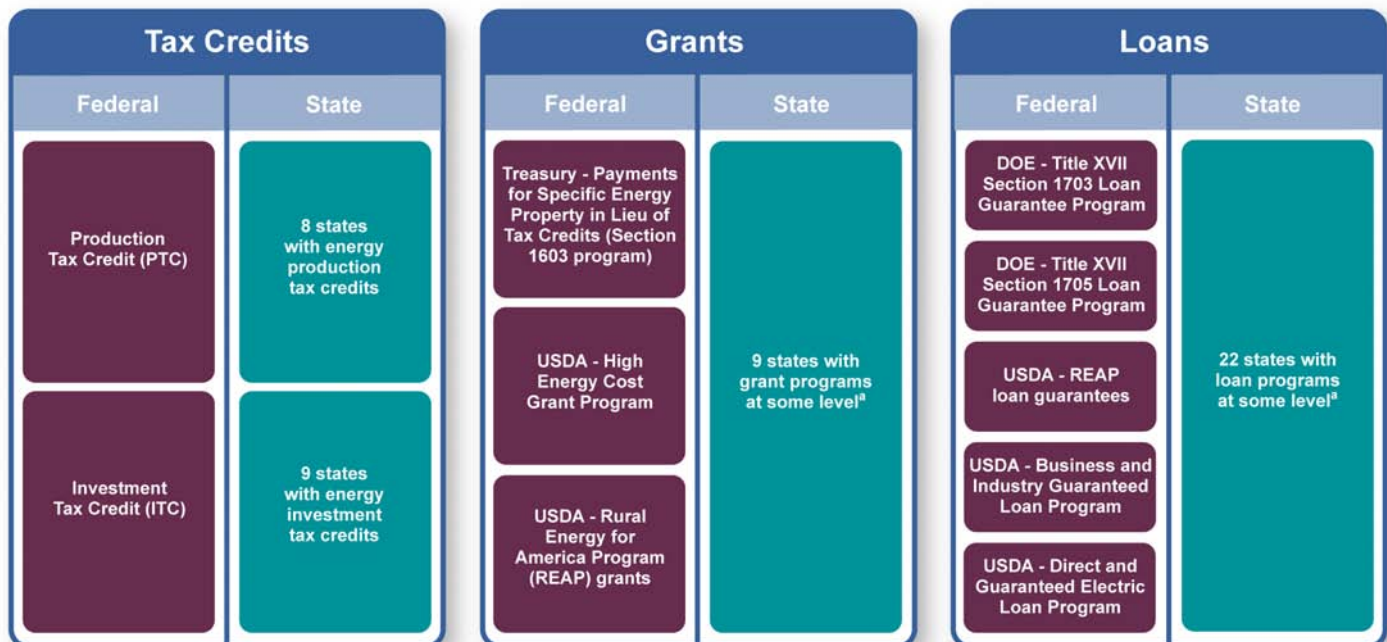 Tax Credits
Federal
State
Production
Tax Credit (PTC)
8 states
with energy
production
tax credits
Investment
Tax Credit (ITC)
9 states
with energy
investment
tax credits
Grants
Federal
State
Treasury - Payments
for Specific Energy
Property in Lieu of
Tax Credits (Section
1603 program)
USDA - High
Energy Cost
Grant Program
USDA - Rural
Energy for
America Program
(REAP) grants
9 states with
grant programs
at some levelᵃ
Loans
Federal
State
DOE - Title XVII
Section 1703 Loan
Guarantee Program
DOE - Title XVII
Section 1705 Loan
Guarantee Program
USDA - REAP
loan guarantees
USDA - Business and
Industry Guaranteed
Loan Program
USDA - Direct and
Guaranteed Electric
Loan Program
22 states with
loan programs
at some levelᵃ